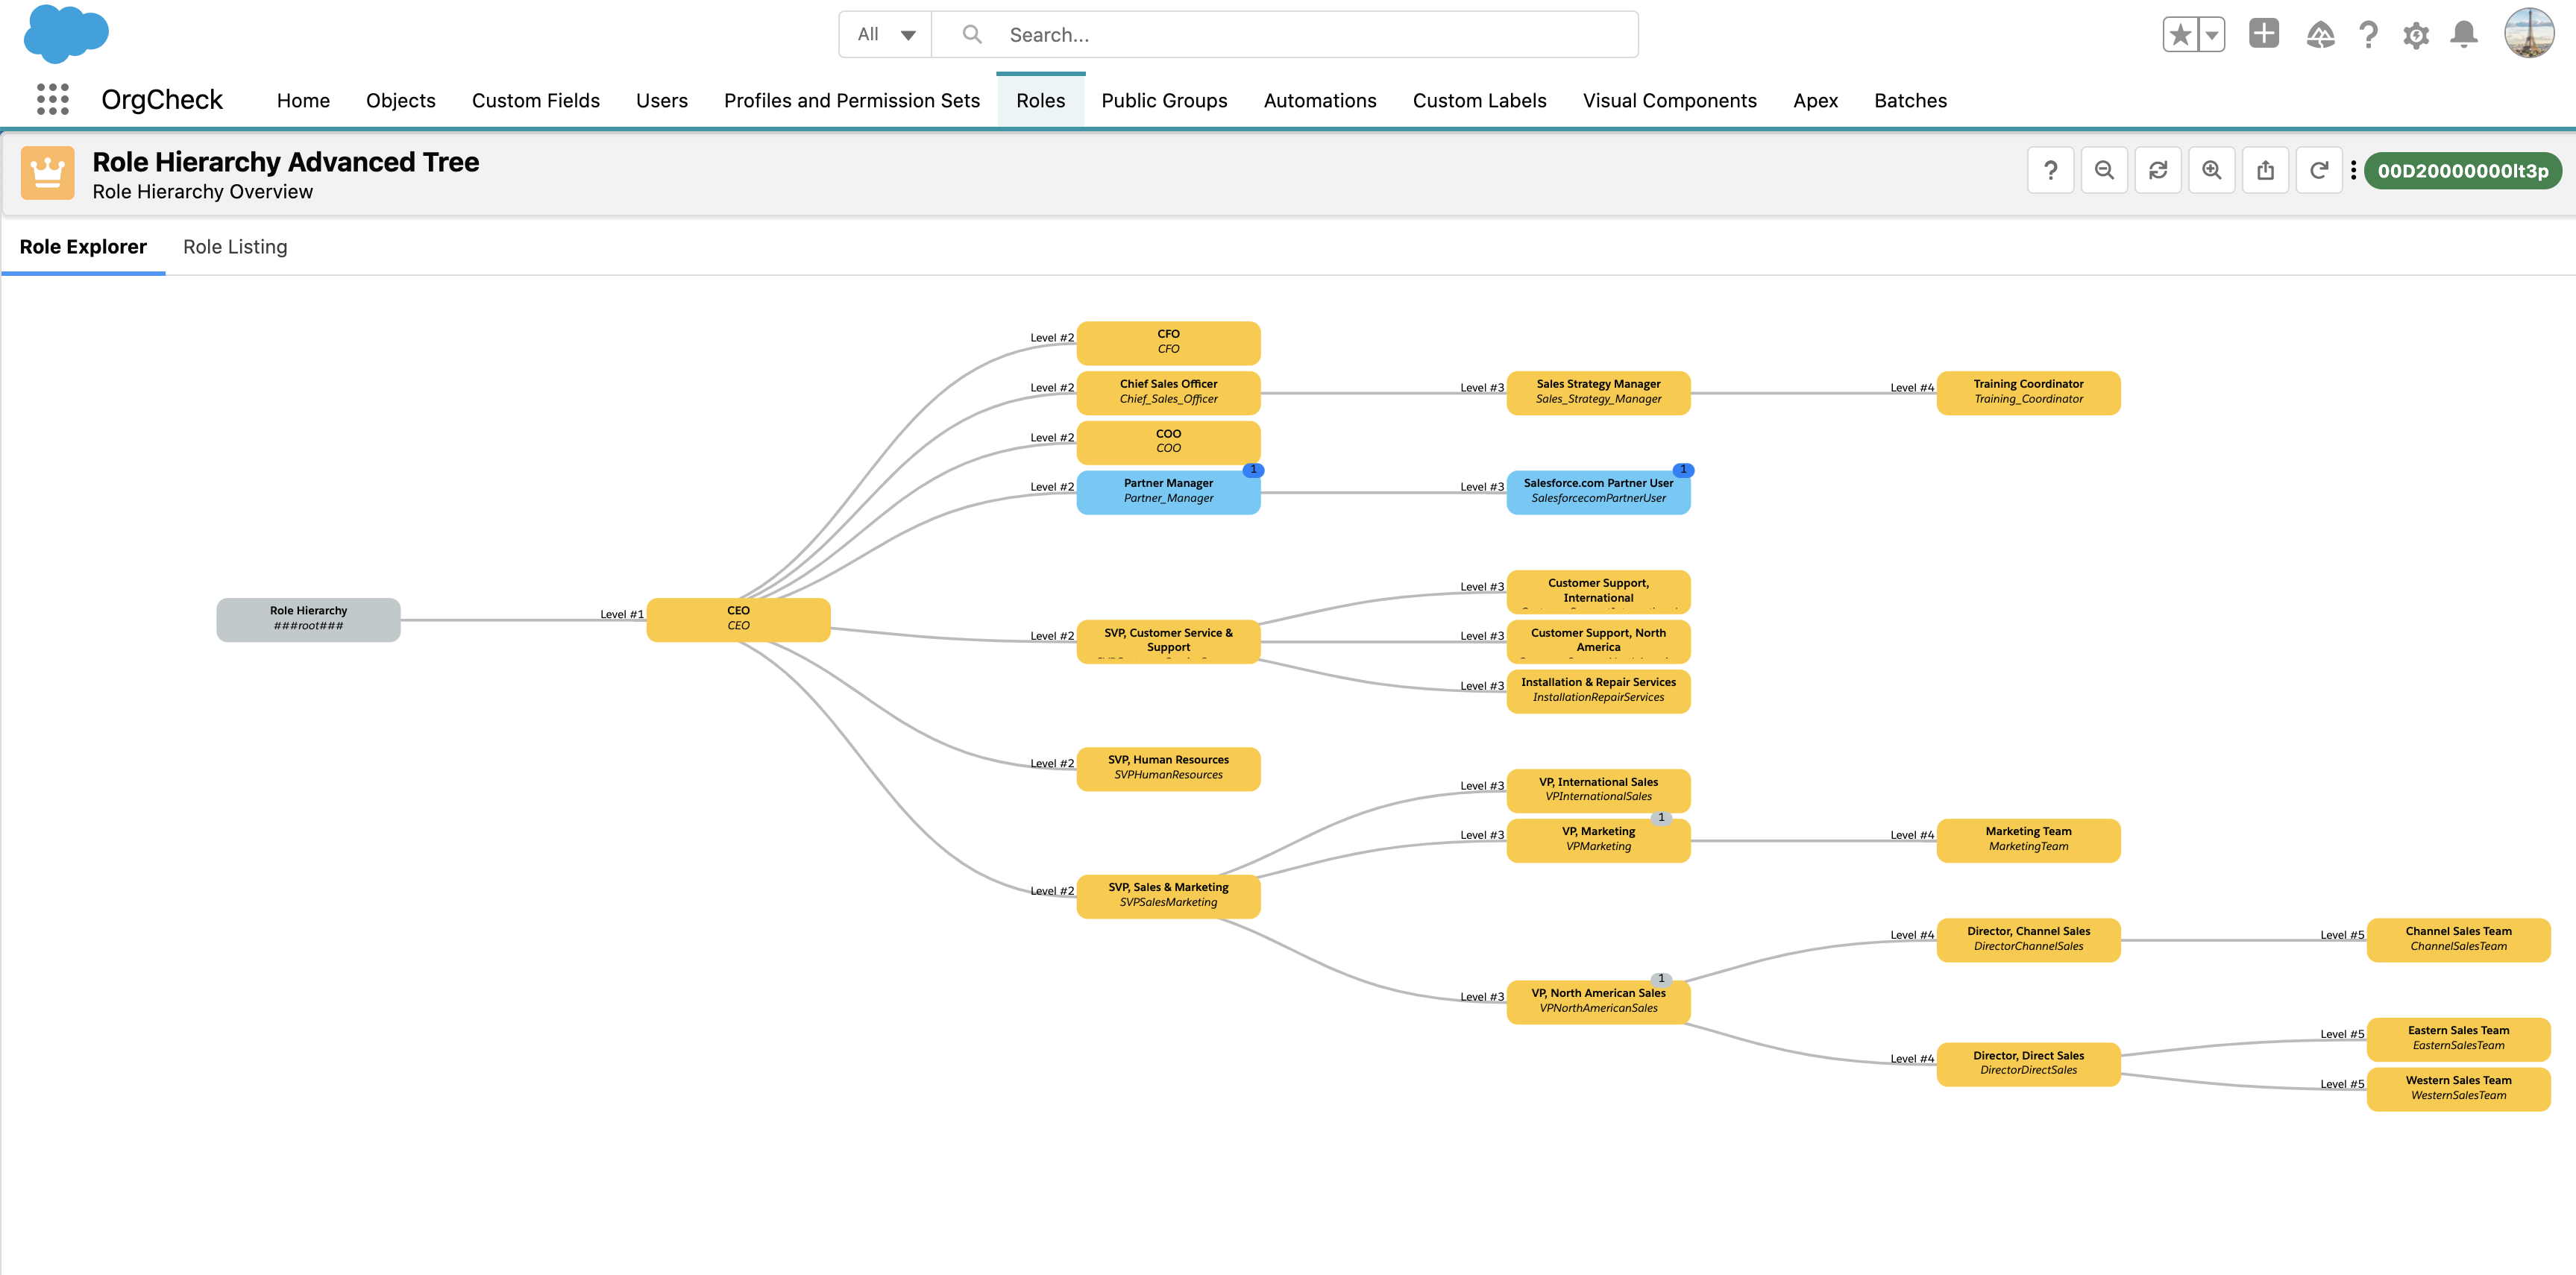 All
Search...
OrgCheck
Home
Objects
Custom Fields
Users
Profiles and Permission Sets
Roles
Public Groups
Automations
Custom Labels
Visual Components
Apex
Batches
Role Hierarchy Advanced Tree
Role Hierarchy Overview
00D20000000lt3p
Role Explorer
Role Listing
Role Hierarchy
###root###
Level #1
CEO
CEO
Level #2
CFO
CFO
Level #2
Chief Sales Officer
Chief_Sales_Officer
Level #3
Sales Strategy Manager
Sales_Strategy_Manager
Level #4
Training Coordinator
Training_Coordinator
Level #2
COO
COO
Level #2
1
Partner Manager
Partner_Manager
Level #3
1
Salesforce.com Partner User
SalesforcecomPartnerUser
Level #2
SVP, Customer Service &
Support
Level #3
Customer Support,
International
Level #3
Customer Support, North
America
Level #3
Installation & Repair Services
InstallationRepairServices
Level #2
SVP, Human Resources
SVPHumanResources
Level #2
SVP, Sales & Marketing
SVPSalesMarketing
Level #3
VP, International Sales
VPInternationalSales
Level #3
1
VP, Marketing
VPMarketing
Level #4
Marketing Team
MarketingTeam
Level #3
1
VP, North American Sales
VPNorthAmericanSales
Level #4
Director, Channel Sales
DirectorChannelSales
Level #5
Channel Sales Team
ChannelSalesTeam
Level #4
Director, Direct Sales
DirectorDirectSales
Level #5
Eastern Sales Team
EasternSalesTeam
Level #5
Western Sales Team
WesternSalesTeam